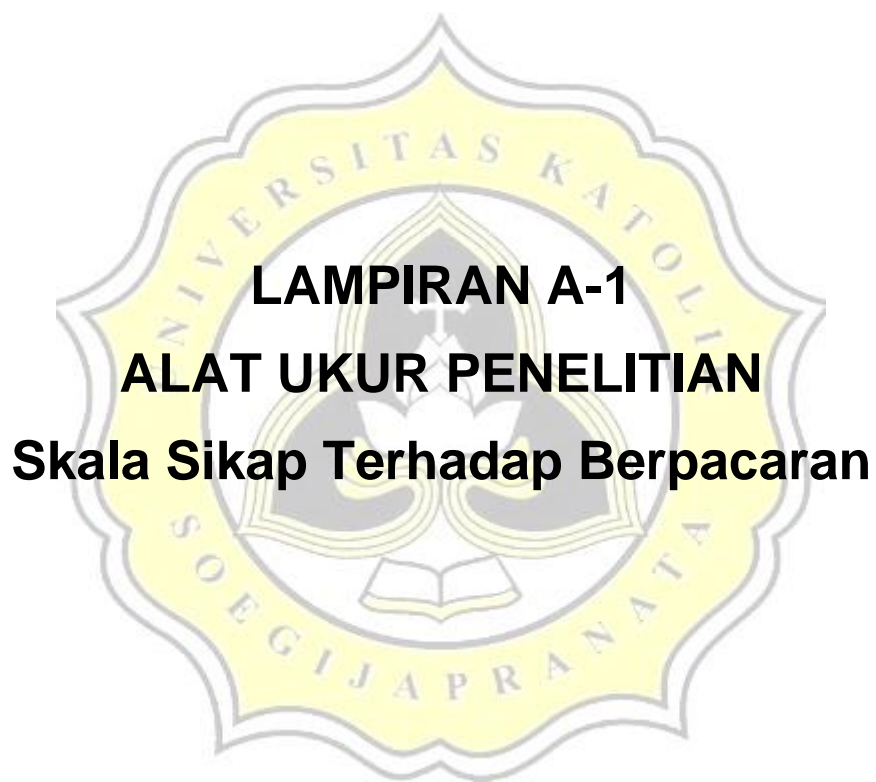 UNIVERSITAS KATOLIK
LAMPIRAN A-1
ALAT UKUR PENELITIAN
Skala Sikap Terhadap Berpacaran
SOEGIJAPRANATA